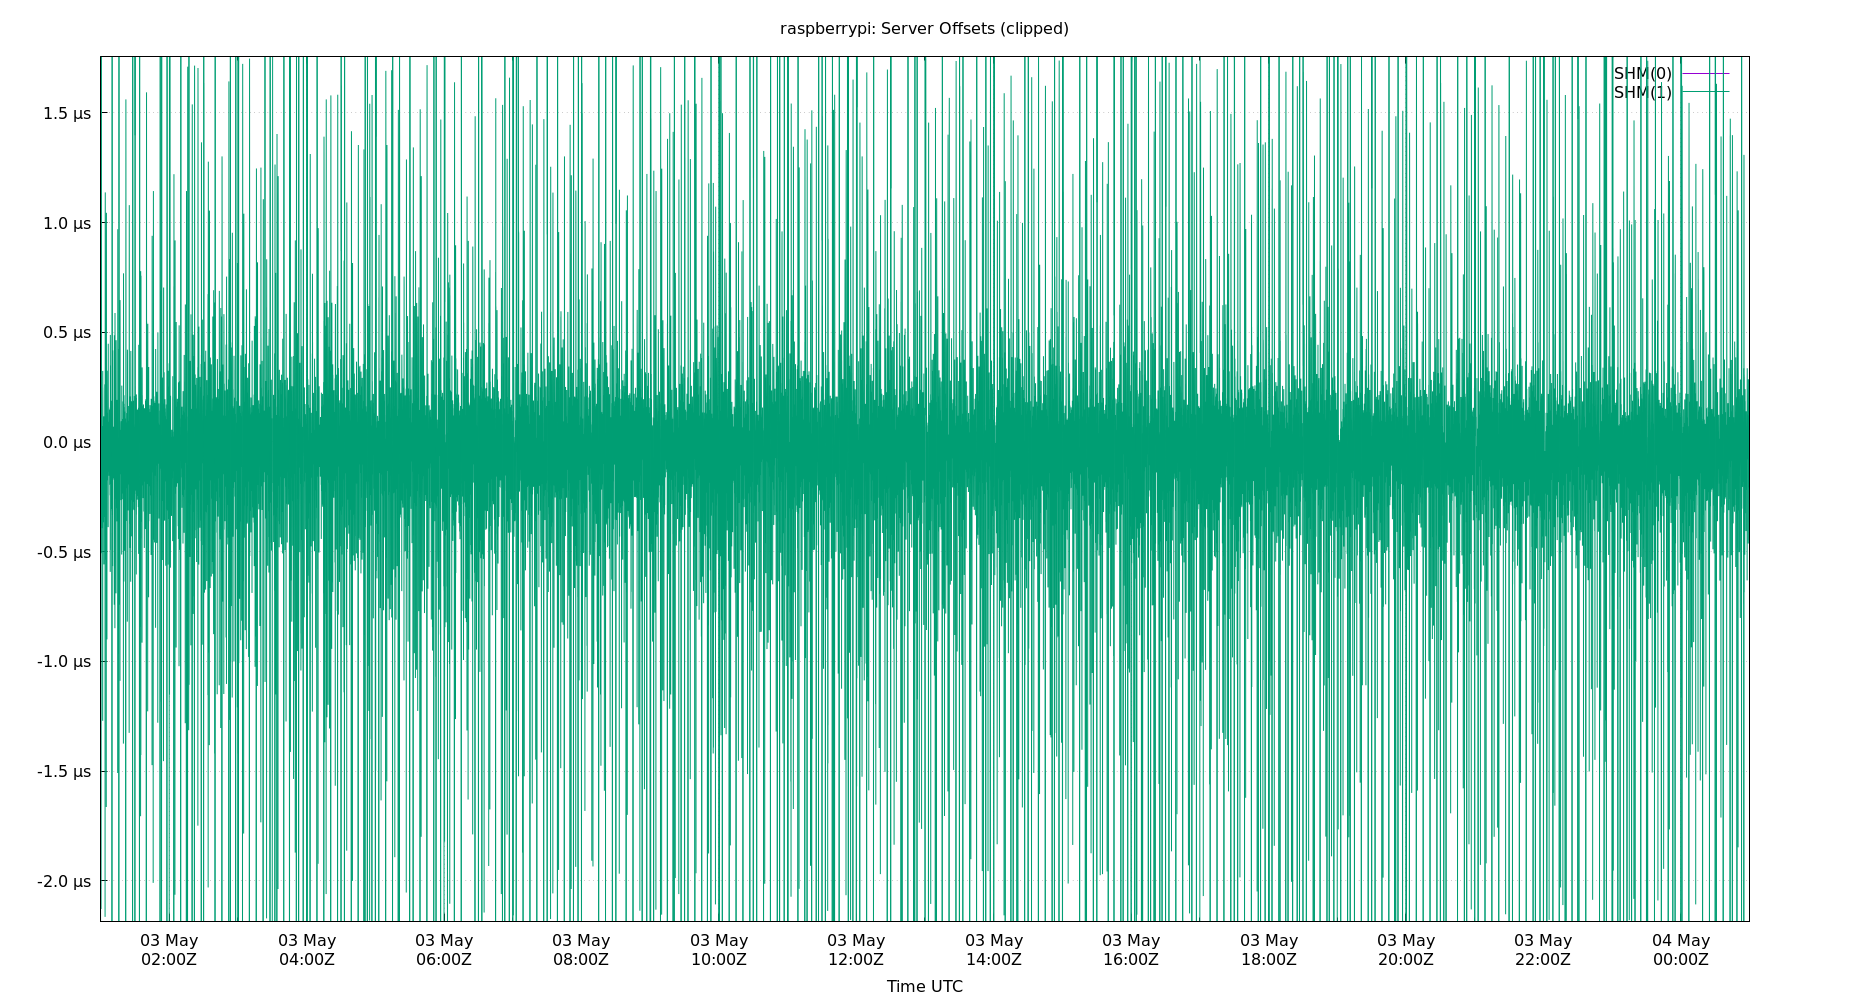 raspberrypi: Server Offsets (clipped)
SHM(0)
SHM(1)
1.5 µs
1.0 µs
0.5 µs
0.0 µs
-0.5 µs
-1.0 µs
-1.5 µs
-2.0 µs
03 May 03 May 03 May 03 May 03 May 03 May 03 May 03 May 03 May 03 May 03 May 04 May
02:00Z 04:00Z 06:00Z 08:00Z 10:00Z 12:00Z 14:00Z 16:00Z 18:00Z 20:00Z 22:00Z 00:00Z
Time UTC